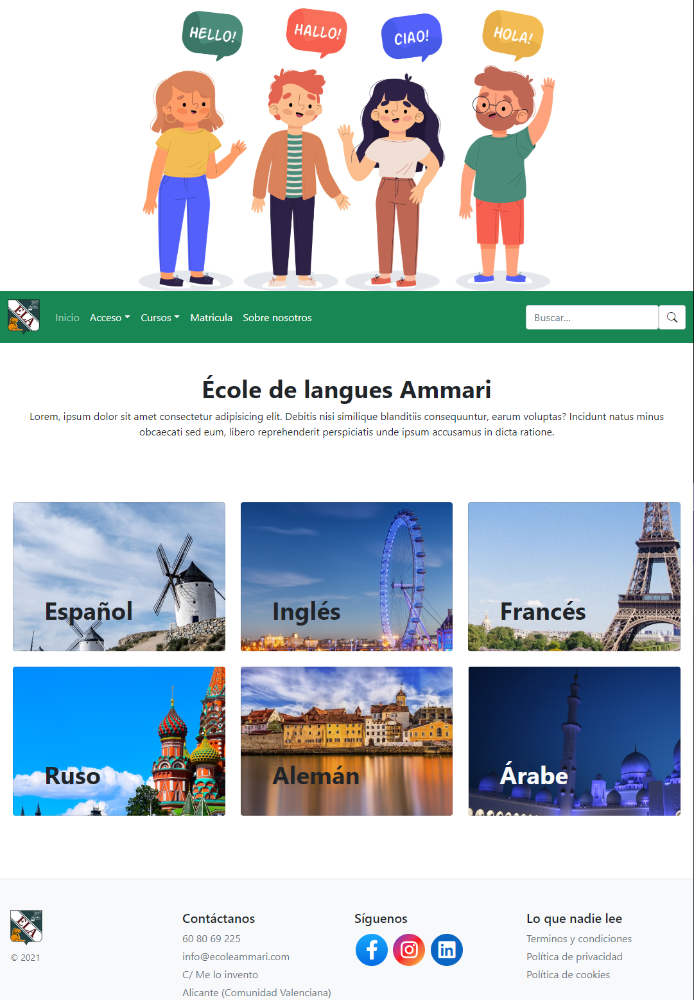 HELLO!
HALLO!
CIAO!
HOLA!
ELA
Inicio
Acceso
Cursos
Matricula
Sobre nosotros
Buscar...
École de langues Ammari
Lorem, ipsum dolor sit amet consectetur adipisicing elit. Debitis nisi similique blanditiis consequuntur, earum voluptas? Incidunt natus minus
obcaecati sed eum, libero reprehenderit perspiciatis unde ipsum accusamus in dicta ratione.
Español
Inglés
Francés
Ruso
Alemán
Árabe
ELA
© 2021
Contáctanos
60 80 69 225
info@ecoleammari.com
C/ Me lo invento
Alicante (Comunidad Valenciana)
Síguenos
Lo que nadie lee
Terminos y condiciones
Política de privacidad
Política de cookies